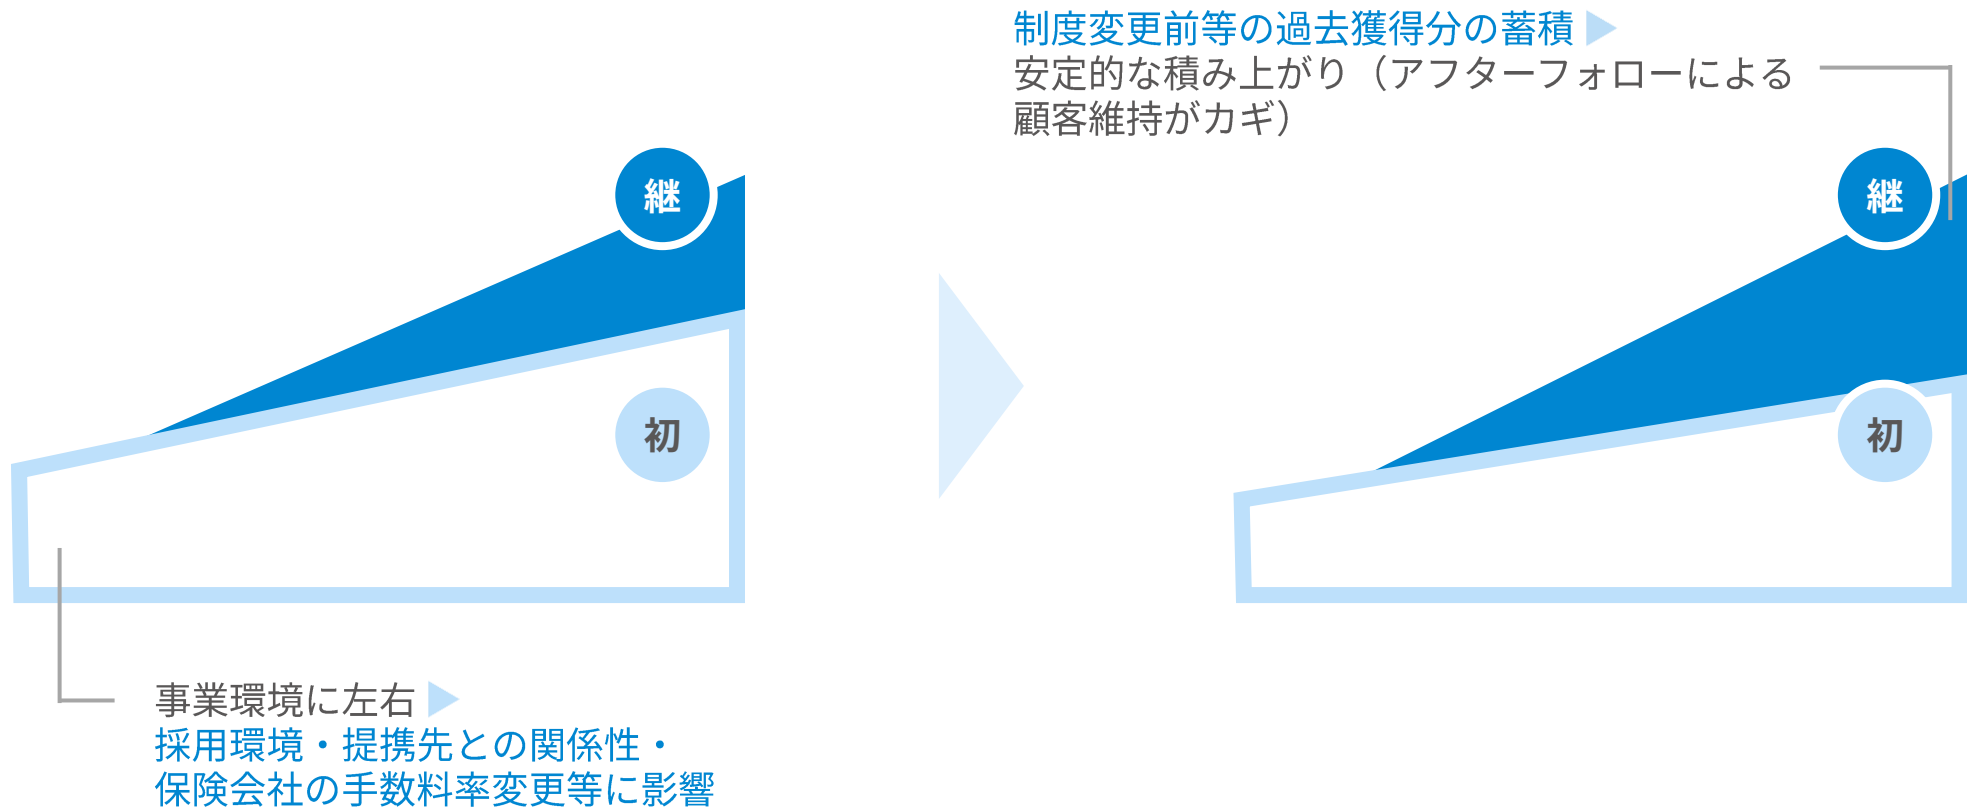 制度変更前等の過去獲得分の蓄積
安定的な積み上がり（アフターフォローによる
顧客維持がカギ）
継
初
継
初
事業環境に左右
採用環境・提携先との関係性・
保険会社の手数料率変更等に影響